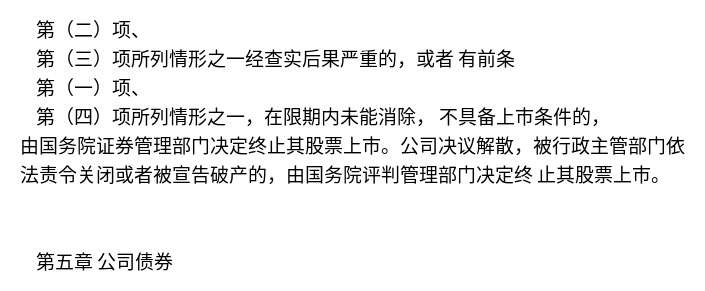 第（二）项、
第（三）项所列情形之一经查实后果严重的，或者 有前条
第（一）项、
第（四）项所列情形之一，在限期内未能消除， 不具备上市条件的，
由国务院证券管理部门决定终止其股票上市。公司决议解散，被行政主管部门依
法责令关闭或者被宣告破产的，由国务院评判管理部门决定终 止其股票上市。
第五章 公司债券